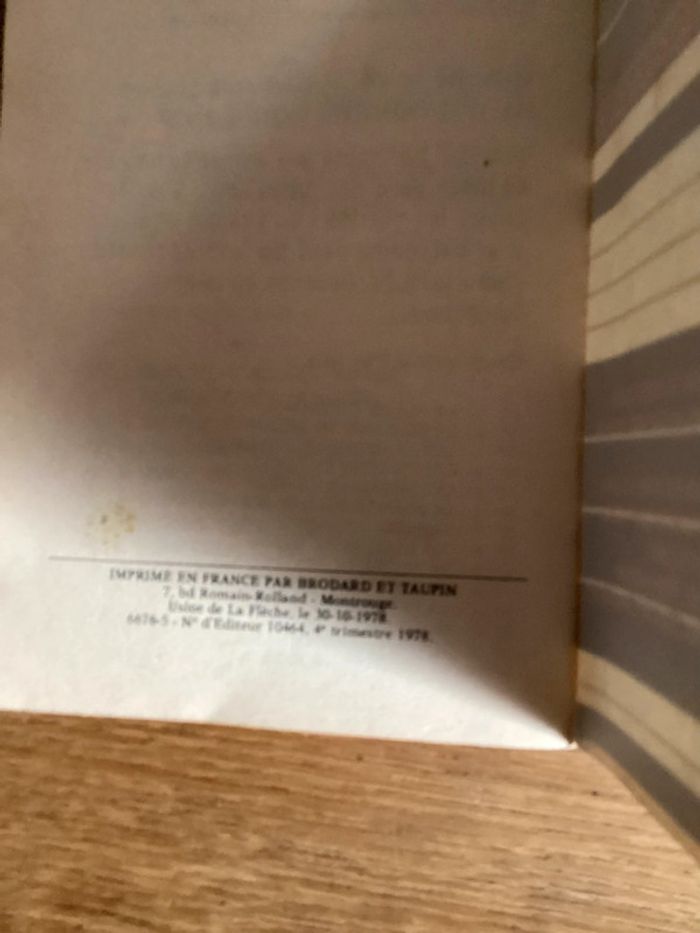 IMPRIMÉ EN FRANCE PAR BRODARD ET TAUPIN
7, bd Romain-Rolland - Montrouge.
Usine de La Flèche, le 30-10-1978.
6676-5 - N° d'Editeur 10464, 4e trimestre 1978.